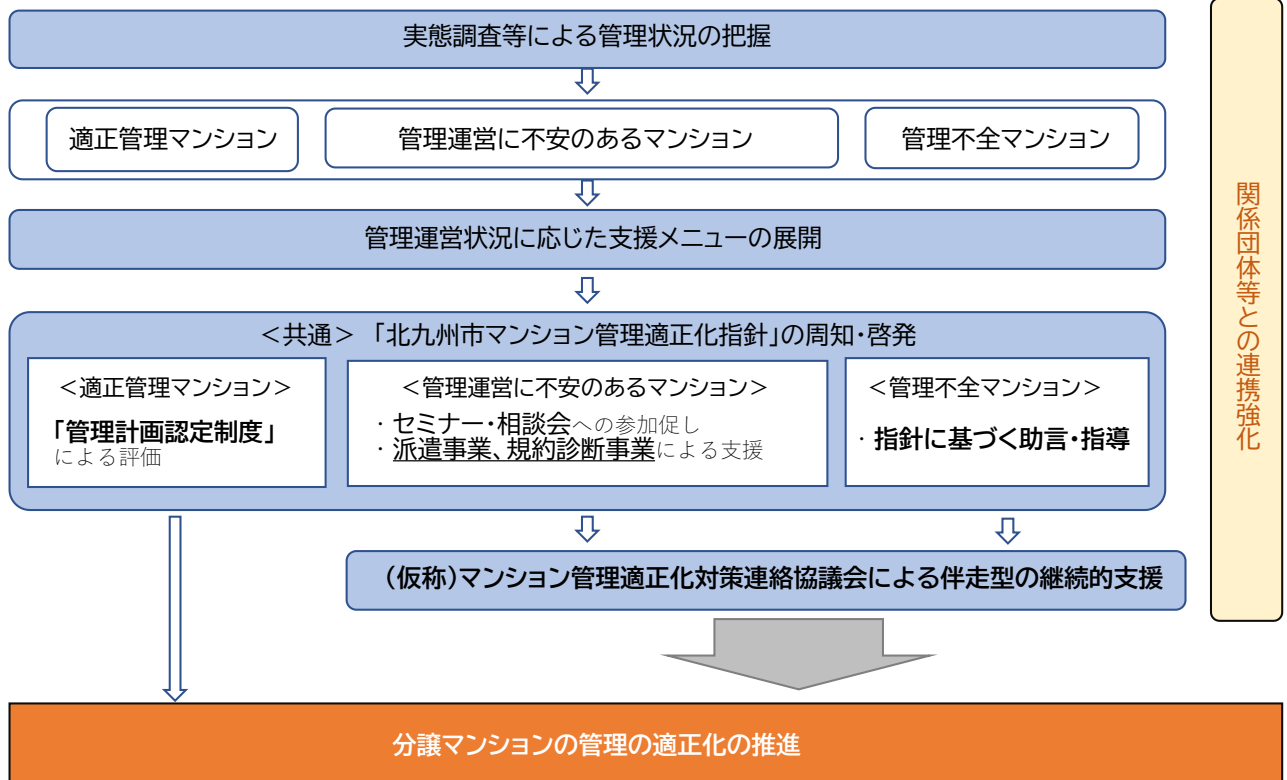 実態調査等による管理状況の把握
適正管理マンション
管理運営に不安のあるマンション
管理不全マンション
管理運営状況に応じた支援メニューの展開
＜共通＞「北九州市マンション管理適正化指針」の周知・啓発
＜適正管理マンション＞
「管理計画認定制度」
による評価
＜管理運営に不安のあるマンション＞
・セミナー・相談会への参加促し
・派遣事業、規約診断事業による支援
＜管理不全マンション＞
・指針に基づく助言・指導
（仮称）マンション管理適正化対策連絡協議会による伴走型の継続的支援
分譲マンションの管理の適正化の推進
関係団体等との連携強化